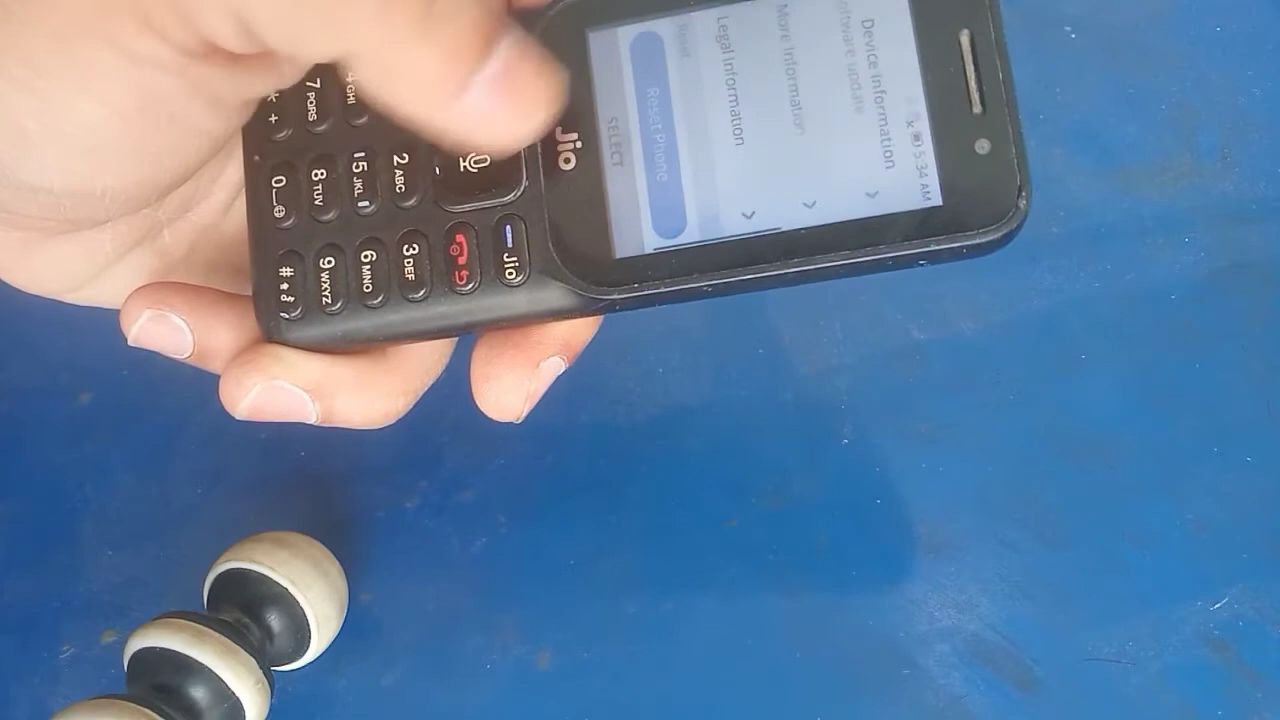 5:34 AM
Device Information
More Information
Legal Information
Reset
Reset Phone
SELECT
Jio
Jio
2 ABC
3 DEF
4 GHI
5 JKL
6 MNO
7 PQRS
8 TUV
9 WXYZ
* +
0
#